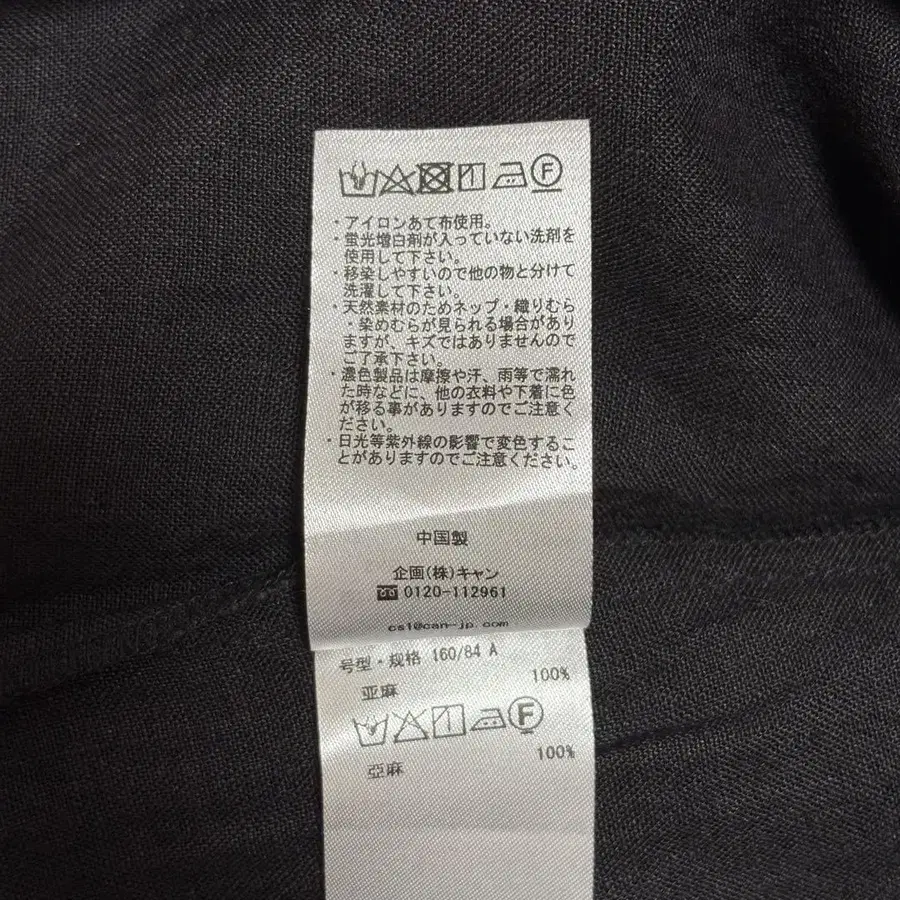 ・アイロンあて布使用。
・蛍光増白剤が入っていない洗剤を
使用して下さい。
・移染しやすいので他の物と分けて
洗濯して下さい。
・天然素材のためネップ・織りむら
・染めむらが見られる場合があり
ますが、キズではありませんので
ご了承下さい。
・濃色製品は摩擦や汗、雨等で濡れ
た時などに、他の衣料や下着に色
が移る事がありますのでご注意く
ださい。
・日光等紫外線の影響で変色するこ
とがありますのでご注意ください。
中国製
企画(株)キャン
0120-112961
cs1@can-jp.com
号型・规格 160/84 A
亚麻 100%
F
亞麻 100%